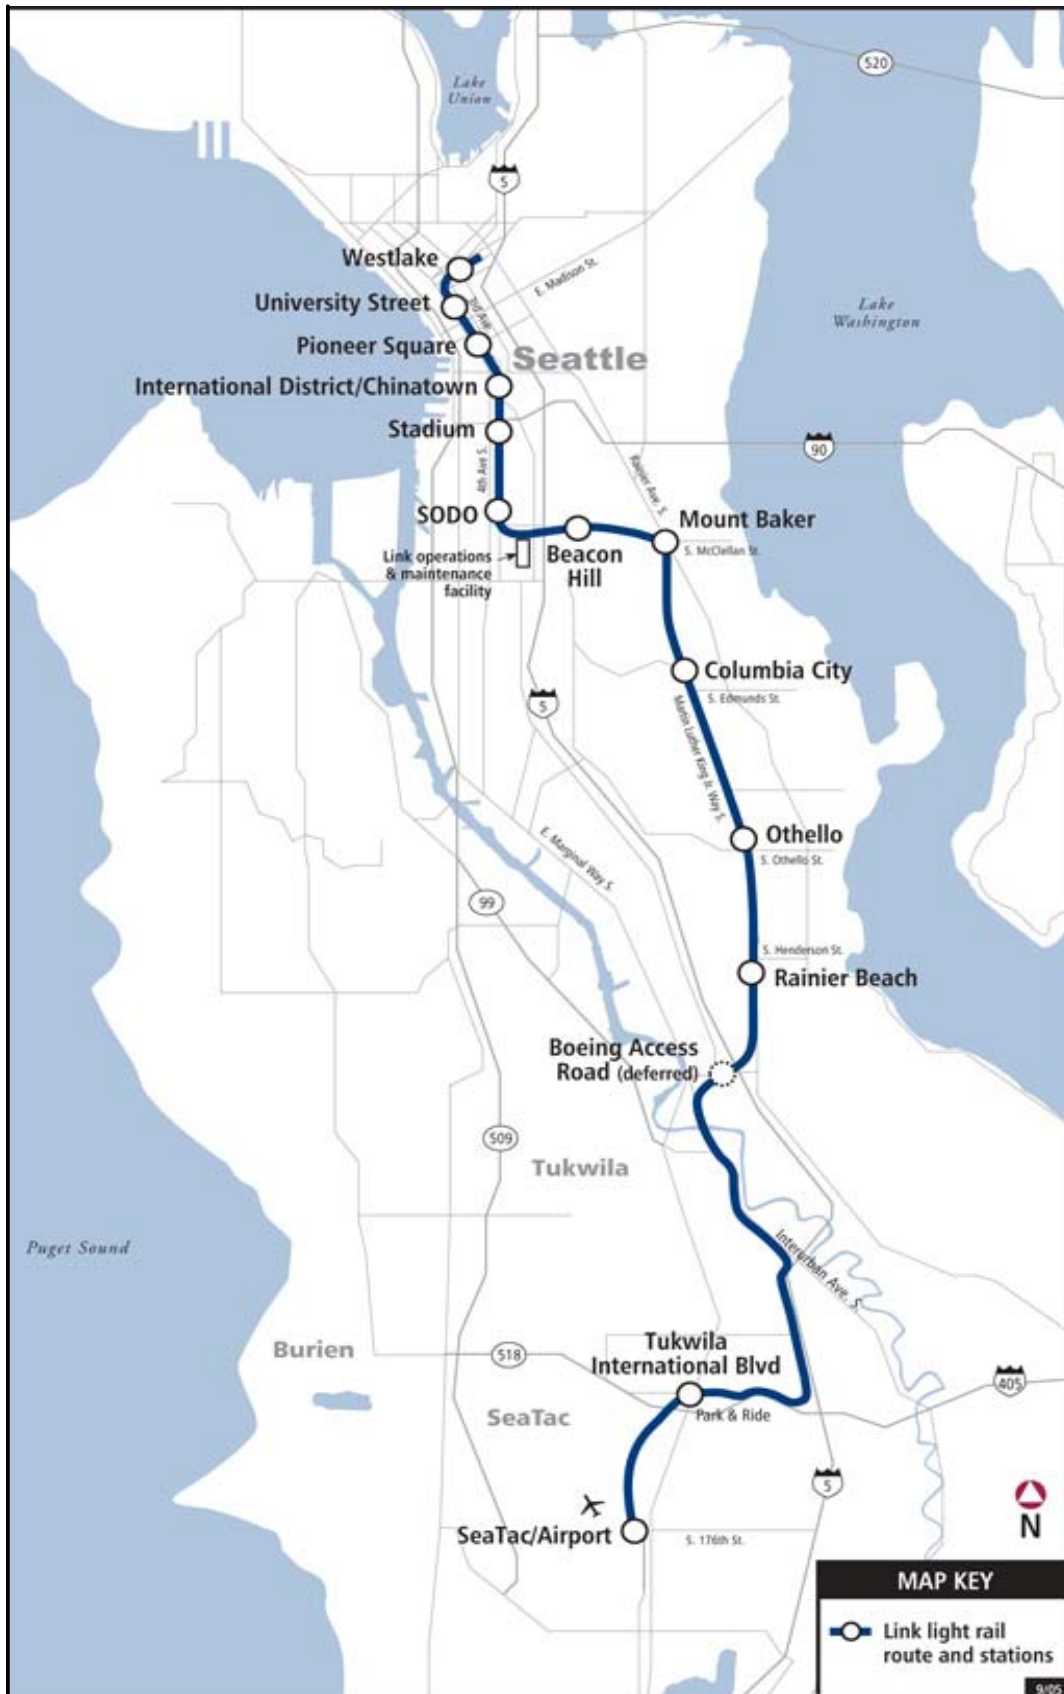 520
Lake
Union
5
Westlake
E. Madison St.
University Street
3rd Ave.
Lake
Washington
Pioneer Square
Seattle
International District/Chinatown
Stadium
90
4th Ave S.
Rainier Ave. S.
SODO
Mount Baker
S. McClellan St.
Link operations
& maintenance
facility
Beacon
Hill
Columbia City
S. Edmunds St.
5
Martin Luther King Jr. Way S.
Othello
S. Othello St.
E. Marginal Way S.
99
S. Henderson St.
Rainier Beach
Boeing Access
Road (deferred)
509
Tukwila
Puget Sound
Interurban Ave. S.
Burien
518
Tukwila
International Blvd
405
Park & Ride
SeaTac
5
N
SeaTac/Airport
S. 176th St.
MAP KEY
Link light rail
route and stations
9/05